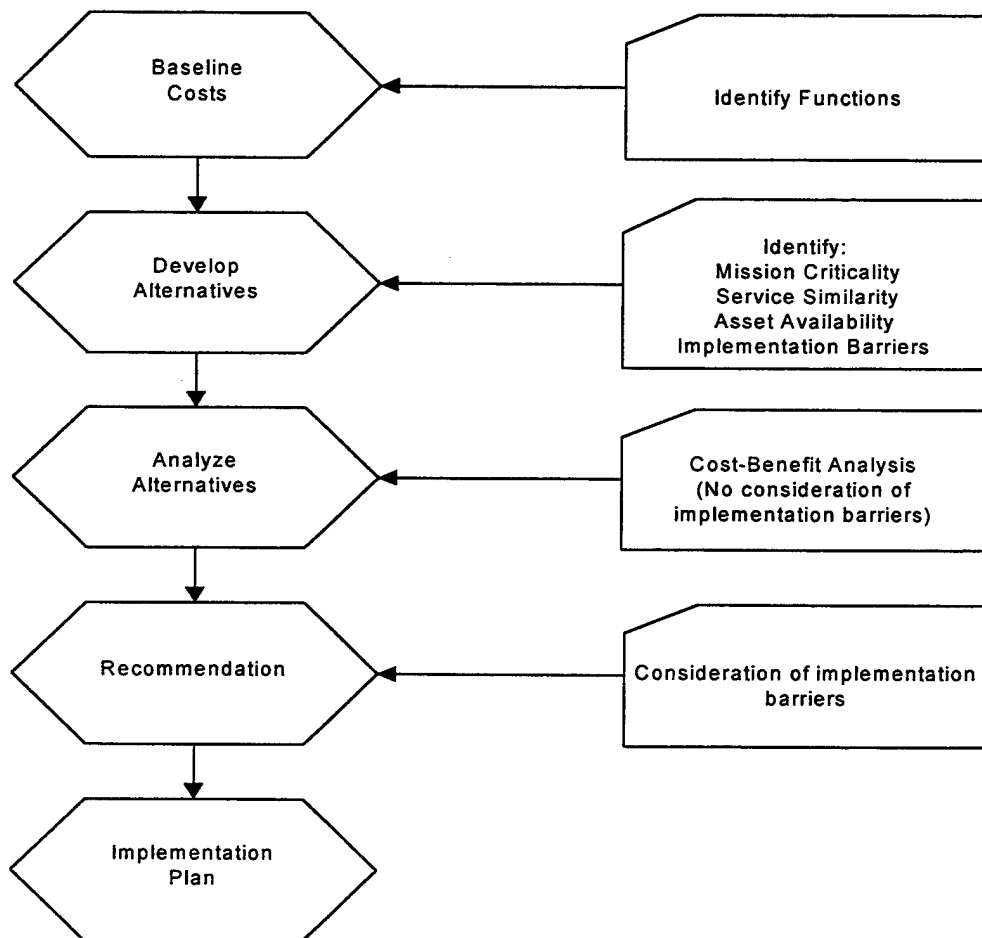 Baseline
Costs
Identify Functions
Develop
Alternatives
Identify:
Mission Criticality
Service Similarity
Asset Availability
Implementation Barriers
Analyze
Alternatives
Cost-Benefit Analysis
(No consideration of
implementation barriers)
Recommendation
Consideration of implementation
barriers
Implementation
Plan